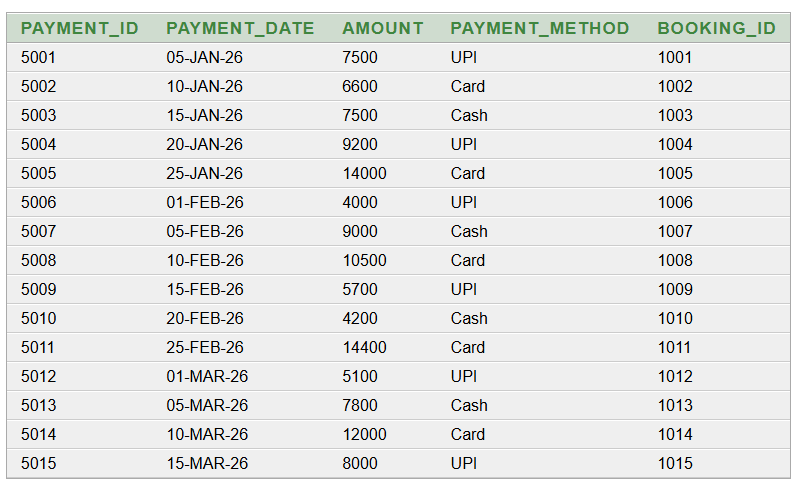 PAYMENT_ID PAYMENT_DATE AMOUNT PAYMENT_METHOD BOOKING_ID
5001 05-JAN-26 7500 UPI 1001
5002 10-JAN-26 6600 Card 1002
5003 15-JAN-26 7500 Cash 1003
5004 20-JAN-26 9200 UPI 1004
5005 25-JAN-26 14000 Card 1005
5006 01-FEB-26 4000 UPI 1006
5007 05-FEB-26 9000 Cash 1007
5008 10-FEB-26 10500 Card 1008
5009 15-FEB-26 5700 UPI 1009
5010 20-FEB-26 4200 Cash 1010
5011 25-FEB-26 14400 Card 1011
5012 01-MAR-26 5100 UPI 1012
5013 05-MAR-26 7800 Cash 1013
5014 10-MAR-26 12000 Card 1014
5015 15-MAR-26 8000 UPI 1015